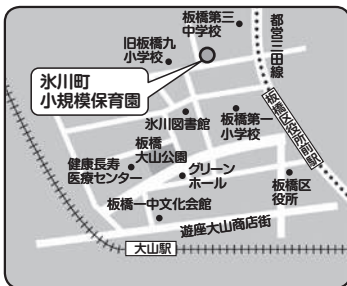 板橋第三
中学校
都営三田線
旧板橋九
小学校
氷川町
小規模保育園
板橋区役所前駅
氷川図書館
板橋第一
小学校
板橋
大山公園
健康長寿
医療センター
グリーン
ホール
板橋区
役所
板橋一中文化会館
遊座大山商店街
大山駅